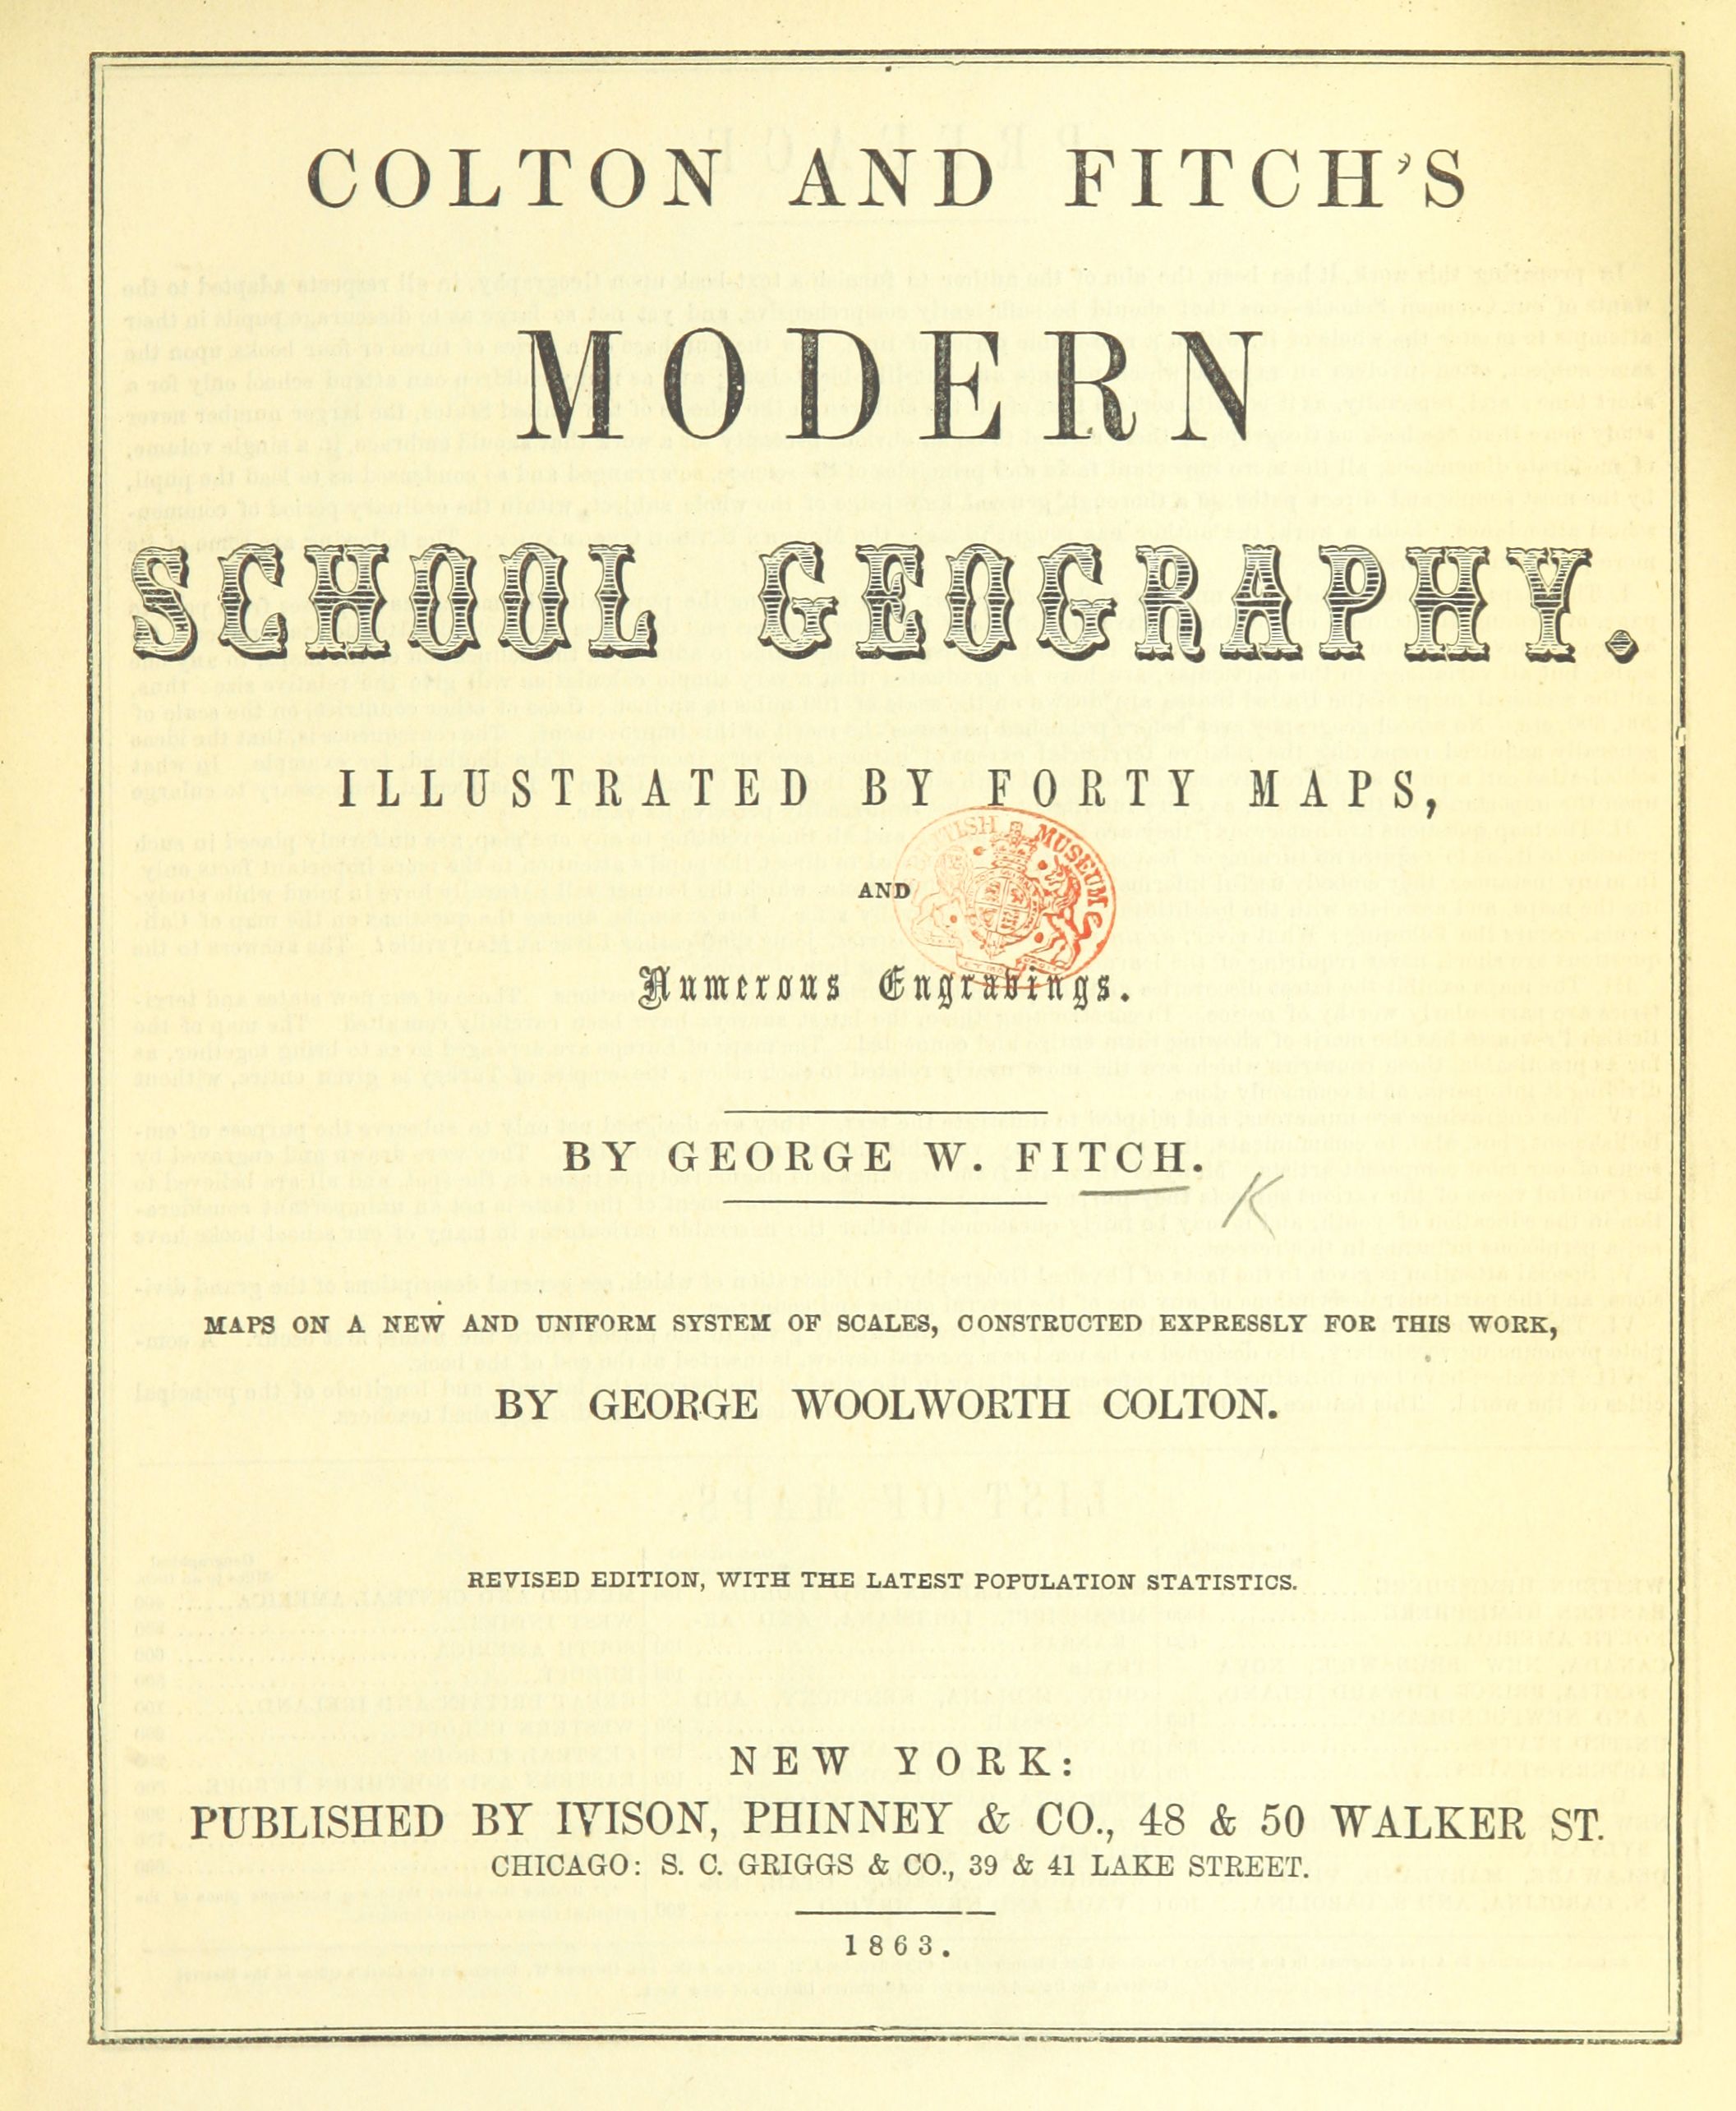 COLTON AND FITCH'S
MODERN
SCHOOL GEOGRAPHY.
ILLUSTRATED BY FORTY MAPS,
BRITISH MUSEUM
AND
Numerous Engravings.
BY GEORGE W. FITCH.
K
MAPS ON A NEW AND UNIFORM SYSTEM OF SCALES, CONSTRUCTED EXPRESSLY FOR THIS WORK,
BY GEORGE WOOLWORTH COLTON.
REVISED EDITION, WITH THE LATEST POPULATION STATISTICS.
NEW YORK:
PUBLISHED BY IVISON, PHINNEY & CO., 48 & 50 WALKER ST.
CHICAGO: S. C. GRIGGS & CO., 39 & 41 LAKE STREET.
1863.